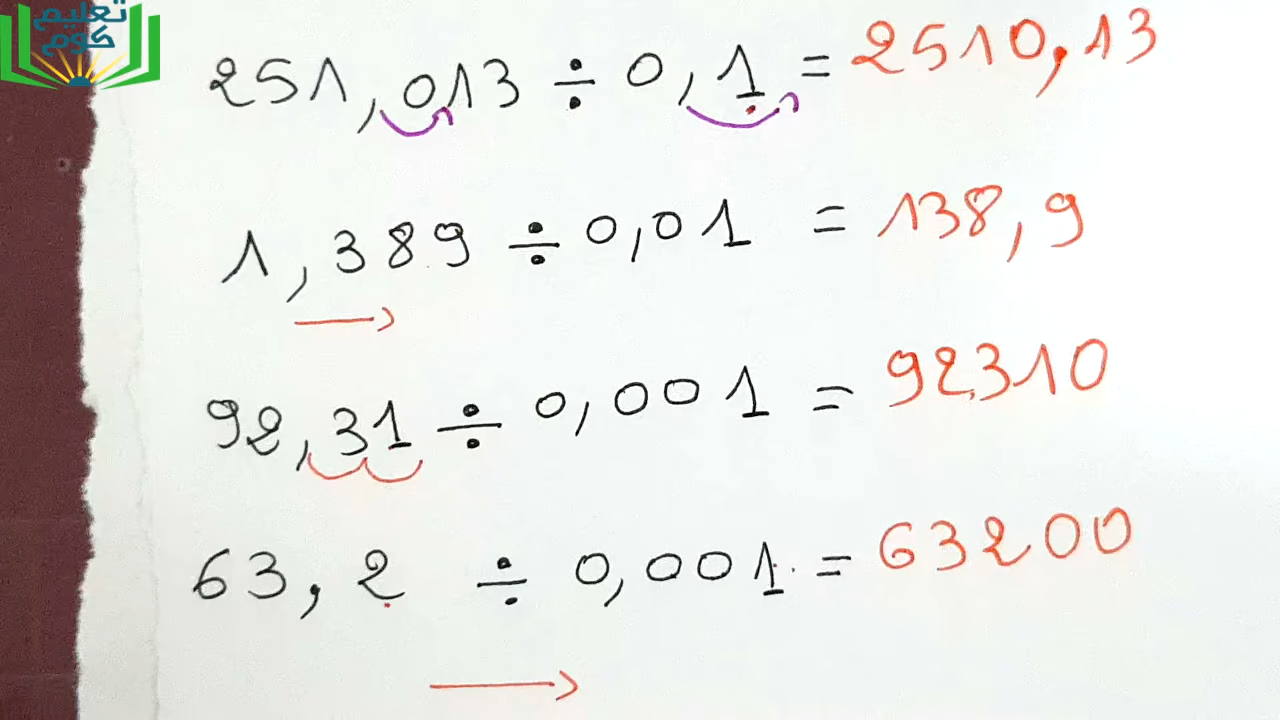 تعليم
كوم
251,013 ÷ 0,1 = 2510,13
1,389 ÷ 0,01 = 138,9
92,31 ÷ 0,001 = 92310
63,2 ÷ 0,001 = 63200